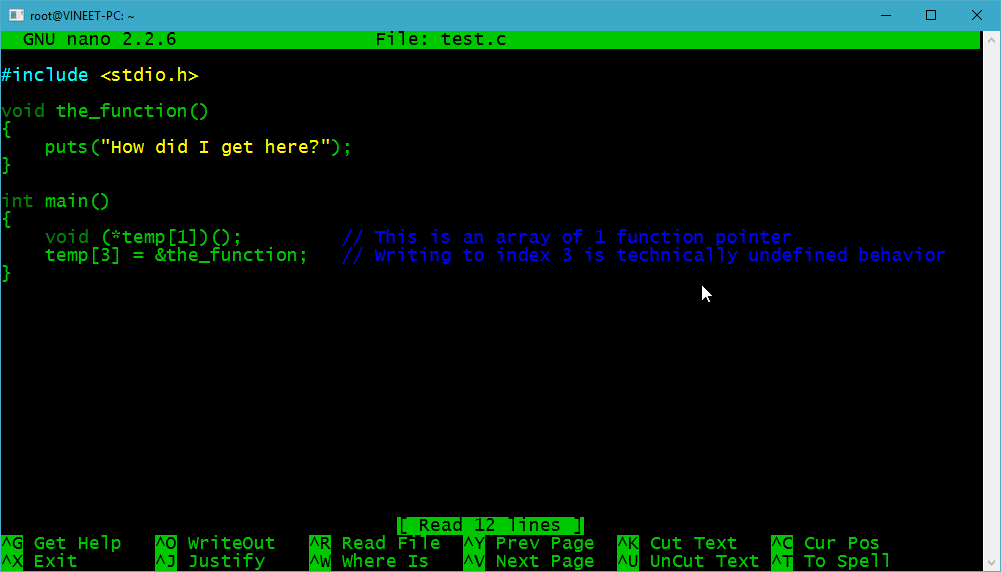 root@VINEET-PC: ~
GNU nano 2.2.6 File: test.c
#include <stdio.h>
void the_function()
{
    puts("How did I get here?");
}
int main()
{
    void (*temp[1])();         // This is an array of 1 function pointer
    temp[3] = &the_function;   // Writing to index 3 is technically undefined behavior
}
[ Read 12 lines ]
^G Get Help ^O WriteOut ^R Read File ^Y Prev Page ^K Cut Text ^C Cur Pos
^X Exit ^J Justify ^W Where Is ^V Next Page ^U UnCut Text ^T To Spell